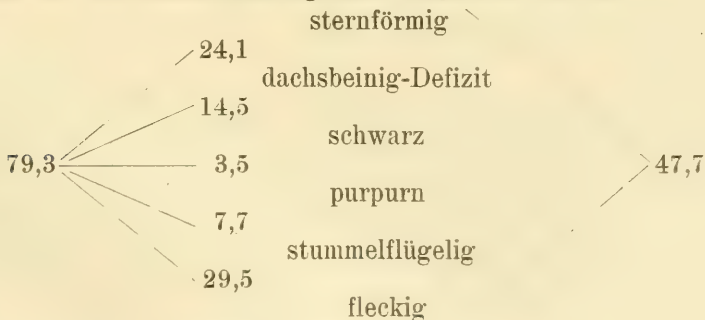 sternförmig
24,1
dachsbeinig-Defizit
14,5
schwarz
79,3 3,5 47,7
purpurn
7,7
stummelflügelig
29,5
fleckig